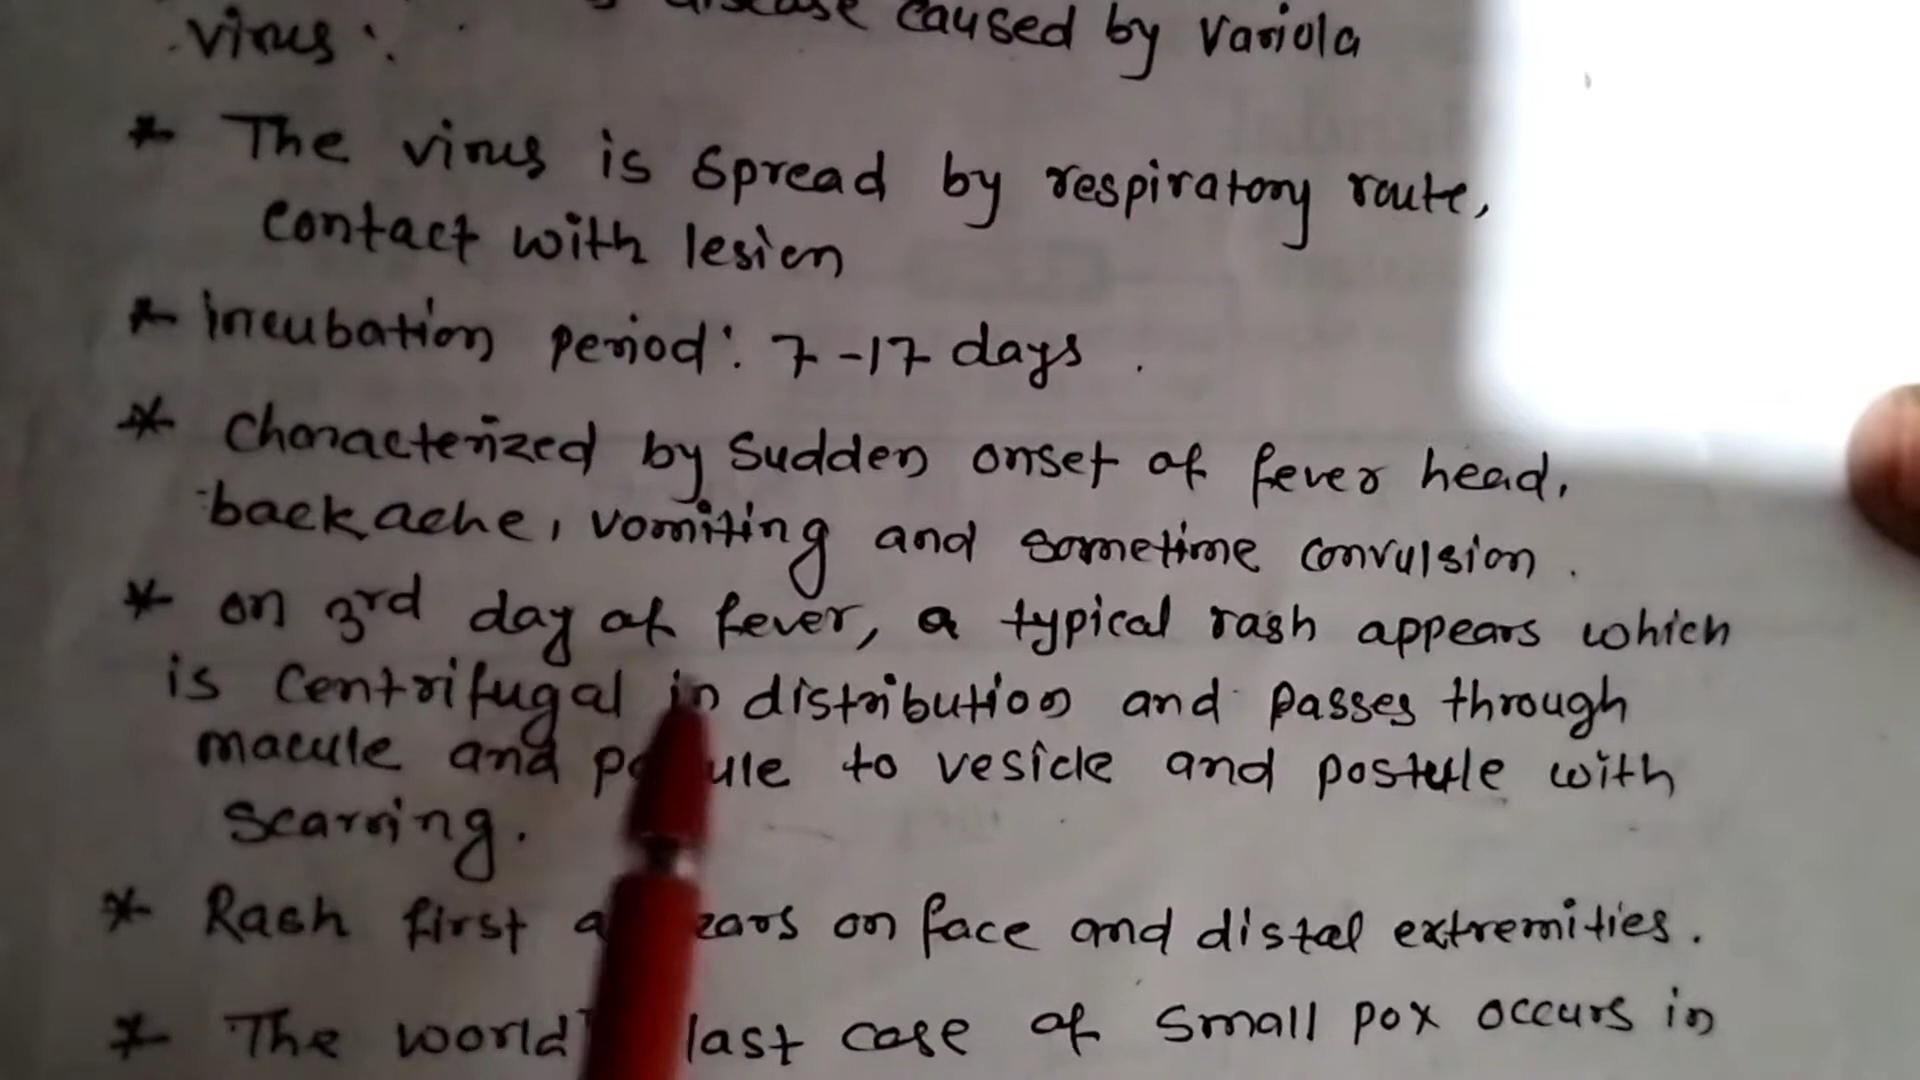 disease caused by Variola
virus :
* The virus is spread by respiratory route,
contact with lesion
* incubation period : 7-17 days .
* Characterized by sudden onset of fever head,
backache, vomiting and sometime convulsion .
* on 3rd day of fever, a typical rash appears which
is centrifugal in distribution and passes through
macule and to vesicle and postule with
scarring.
* Rash first on face and distal extremities .
* The world last case of small pox occurs in